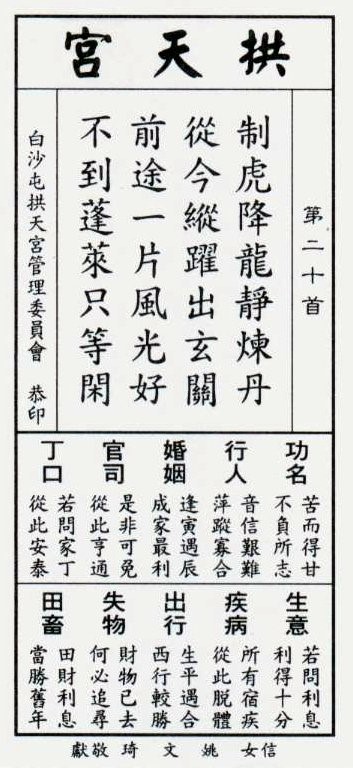 拱天宮
第二十首
制虎降龍靜煉丹
從今縱躍出玄關
前途一片風光好
不到蓬萊只等閑
白沙屯拱天宮管理委員會 恭印
功名
苦而得甘
不負所志
行人
音信艱難
萍蹤寡合
婚姻
逢寅遇辰
成家最利
官司
是非可免
從此亨通
丁口
若問家丁
從此安泰
生意
若問利息
利得十分
疾病
所有宿疾
從此脫體
出行
生平遇合
西行較勝
失物
財物已去
何必追尋
田畜
田財利息
當勝舊年
信女 姚文琦 敬獻